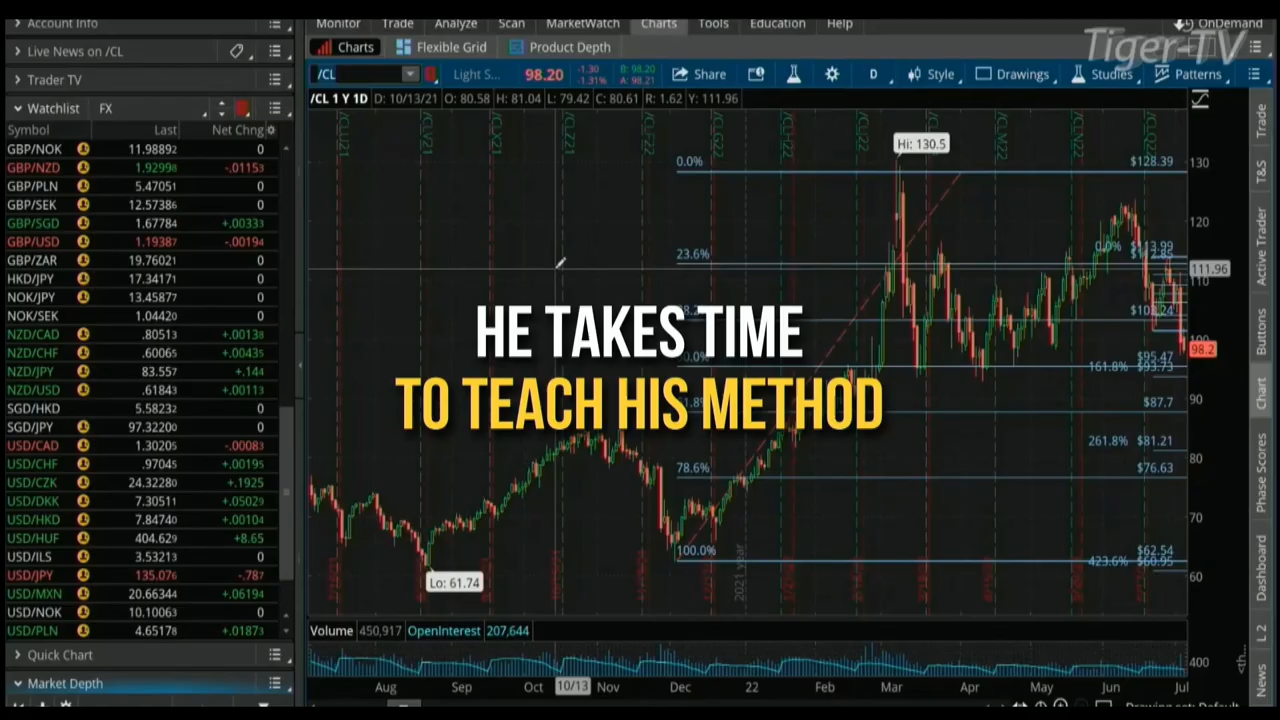 Account Info
Monitor Trade Analyze Scan MarketWatch Charts Tools Education Help OnDemand
Tiger-TV
Live News on /CL
Charts Flexible Grid Product Depth
Trader TV
/CL Light S... 98.20 -1.30 -1.31% B: 98.20 A: 98.21 Share D Style Drawings Studies Patterns
Watchlist FX
/CL 1 Y 1D D: 10/13/21 O: 80.58 H: 81.04 L: 79.42 C: 80.61 R: 1.62 Y: 111.96
Symbol Last Net Chng
GBP/NOK 11.98892 0
GBP/NZD 1.92998 -.01153
GBP/PLN 5.47051 0
GBP/SEK 12.57386 0
GBP/SGD 1.67784 +.00333
GBP/USD 1.19387 -.00194
GBP/ZAR 19.76021 0
HKD/JPY 17.34171 0
NOK/JPY 13.45877 0
NOK/SEK 1.04420 0
NZD/CAD .80513 +.00138
NZD/CHF .60065 +.00435
NZD/JPY 83.557 +.144
NZD/USD .61843 +.00113
SGD/HKD 5.58232 0
SGD/JPY 97.32200 0
USD/CAD 1.30205 -.00083
USD/CHF .97045 +.00195
USD/CZK 24.32280 +.1925
USD/DKK 7.30511 +.05029
USD/HKD 7.84740 +.00104
USD/HUF 404.629 +8.65
USD/ILS 3.53213 0
USD/JPY 135.076 -.787
USD/MXN 20.66344 +.06194
USD/NOK 10.10063 0
USD/PLN 4.65178 +.01873
Quick Chart
Market Depth
Hi: 130.5
0.0% $128.39
23.6%
0.0% $113.99
111.96
HE TAKES TIME
TO TEACH HIS METHOD
98.2
$95.47
161.8% $93.73
$87.7
261.8% $81.21
78.6% $76.63
100.0% $62.54
423.6% $60.95
Lo: 61.74
2021 year
130
120
110
90
80
70
60
Volume 450,917 OpenInterest 207,644
400
Aug Sep Oct 10/13 Nov Dec 22 Feb Mar Apr May Jun Jul
Trade
T&S
Active Trader
Buttons
Chart
Phase Scores
Dashboard
L 2
News